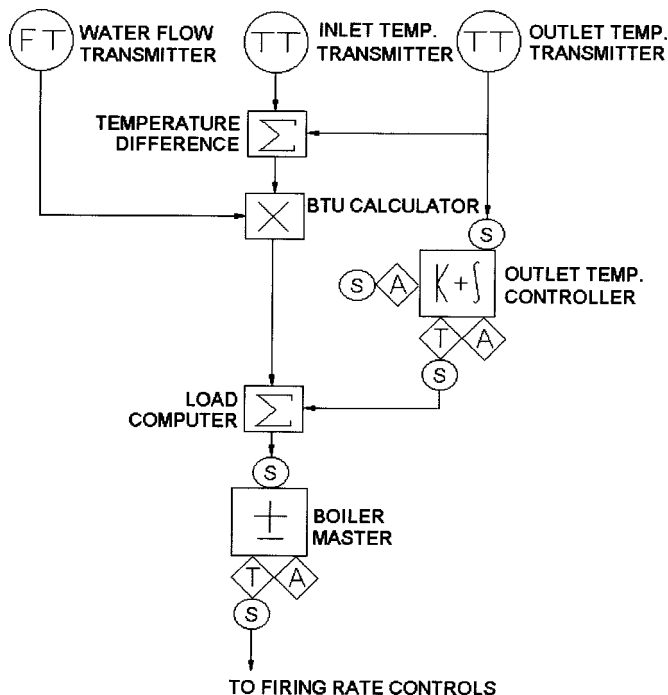 FT
WATER FLOW
TRANSMITTER
TT
INLET TEMP.
TRANSMITTER
TT
OUTLET TEMP.
TRANSMITTER
TEMPERATURE
DIFFERENCE
Σ
×
BTU CALCULATOR
S
S
A
K+∫
OUTLET TEMP.
CONTROLLER
T
A
S
LOAD
COMPUTER
Σ
S
±
BOILER
MASTER
T
A
S
TO FIRING RATE CONTROLS